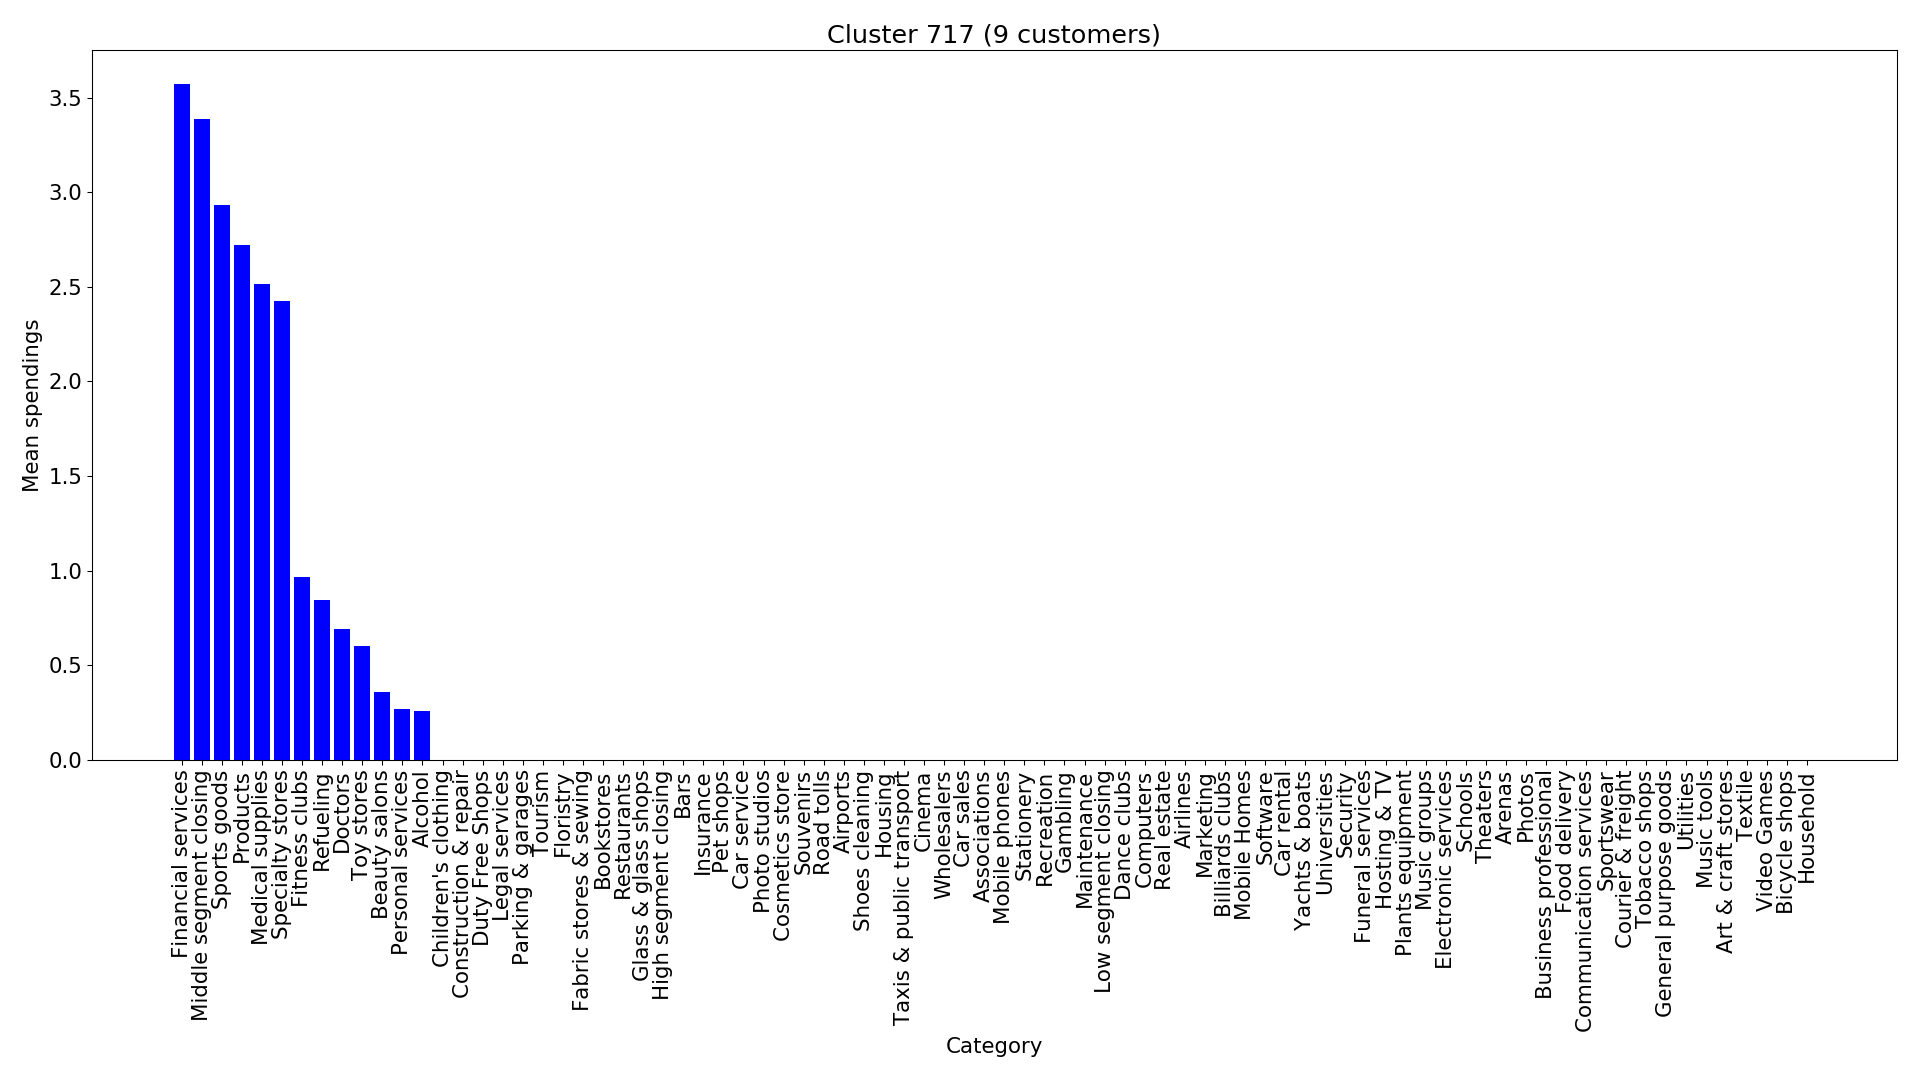 Cluster 717 (9 customers)
Mean spendings
3.5
3.0
2.5
2.0
1.5
1.0
0.5
0.0
Financial services
Middle segment closing
Sports goods
Products
Medical supplies
Specialty stores
Fitness clubs
Refueling
Doctors
Toy stores
Beauty salons
Personal services
Alcohol
Children's clothing
Construction & repair
Duty Free Shops
Legal services
Parking & garages
Tourism
Floristry
Fabric stores & sewing
Bookstores
Restaurants
Glass & glass shops
High segment closing
Bars
Insurance
Pet shops
Car service
Photo studios
Cosmetics store
Souvenirs
Road tolls
Airports
Shoes cleaning
Housing
Taxis & public transport
Cinema
Wholesalers
Car sales
Associations
Mobile phones
Stationery
Recreation
Gambling
Maintenance
Low segment closing
Dance clubs
Computers
Real estate
Airlines
Marketing
Billiards clubs
Mobile Homes
Software
Car rental
Yachts & boats
Universities
Security
Funeral services
Hosting & TV
Plants equipment
Music groups
Electronic services
Schools
Theaters
Arenas
Photos
Business professional
Food delivery
Communication services
Sportswear
Courier & freight
Tobacco shops
General purpose goods
Utilities
Music tools
Art & craft stores
Textile
Video Games
Bicycle shops
Household
Category